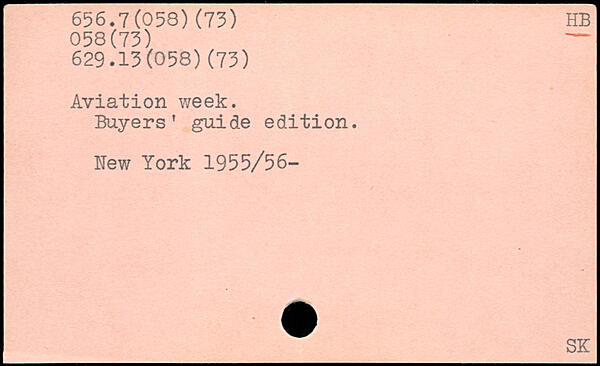 656.7(058)(73)
HB
058(73)
629.13(058)(73)
Aviation week.
Buyers' guide edition.
New York 1955/56-
SK